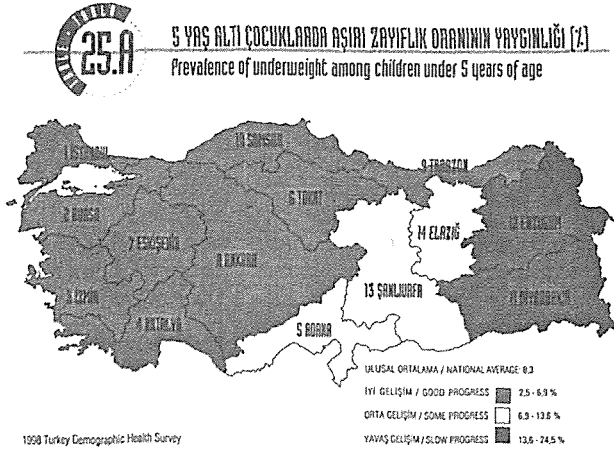 25.A
5 YAŞ ALTI ÇOCUKLARDA AŞIRI ZAYIFLIK ORANININ YAYGINLIĞI (%)
Prevalence of underweight among children under 5 years of age
1 İSTANBUL
10 SAMSUN
9 TRABZON
6 TOKAT
2 BURSA
14 ELAZIĞ
12 ERZURUM
7 ESKİŞEHİR
8 ANKARA
3 İZMİR
13 ŞANLIURFA
11 DİYARBAKIR
4 ANTALYA
5 ADANA
ULUSAL ORTALAMA / NATIONAL AVERAGE: 8,3
İYİ GELİŞİM / GOOD PROGRESS 2,5 - 6,9 %
ORTA GELİŞİM / SOME PROGRESS 6,9 - 13,6 %
YAVAŞ GELİŞİM / SLOW PROGRESS 13,6 - 24,5 %
1998 Turkey Demographic Health Survey